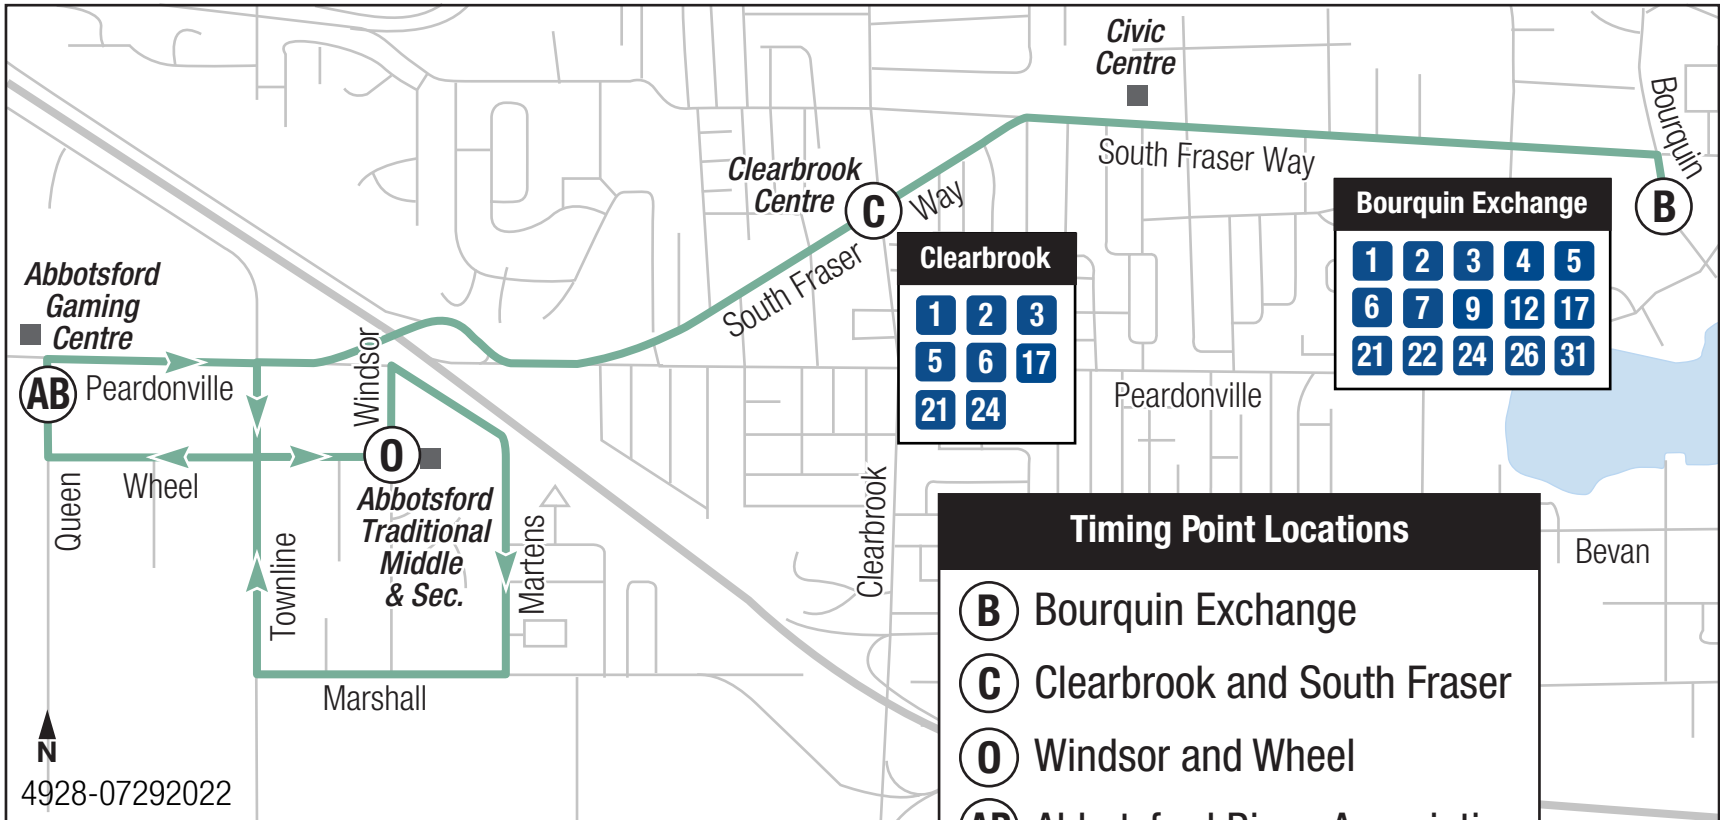 Civic
Centre
Bourquin
South Fraser Way
Clearbrook
Centre
C
Way
B
Bourquin Exchange
1 2 3 4 5
6 7 9 12 17
21 22 24 26 31
Clearbrook
1 2 3
5 6 17
21 24
South Fraser
Abbotsford
Gaming
Centre
AB
Peardonville
Windsor
Peardonville
O
Wheel
Queen
Abbotsford
Traditional
Middle
& Sec.
Townline
Martens
Clearbrook
Bevan
Marshall
N
4928-07292022
Timing Point Locations
B Bourquin Exchange
C Clearbrook and South Fraser
O Windsor and Wheel